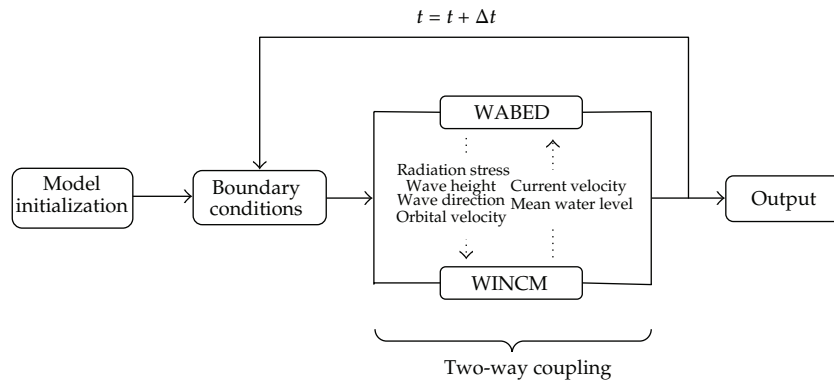 t = t + Δt
WABED
Radiation stress
Wave height
Wave direction
Orbital velocity
Current velocity
Mean water level
Model
initialization
Boundary
conditions
Output
WINCM
Two-way coupling